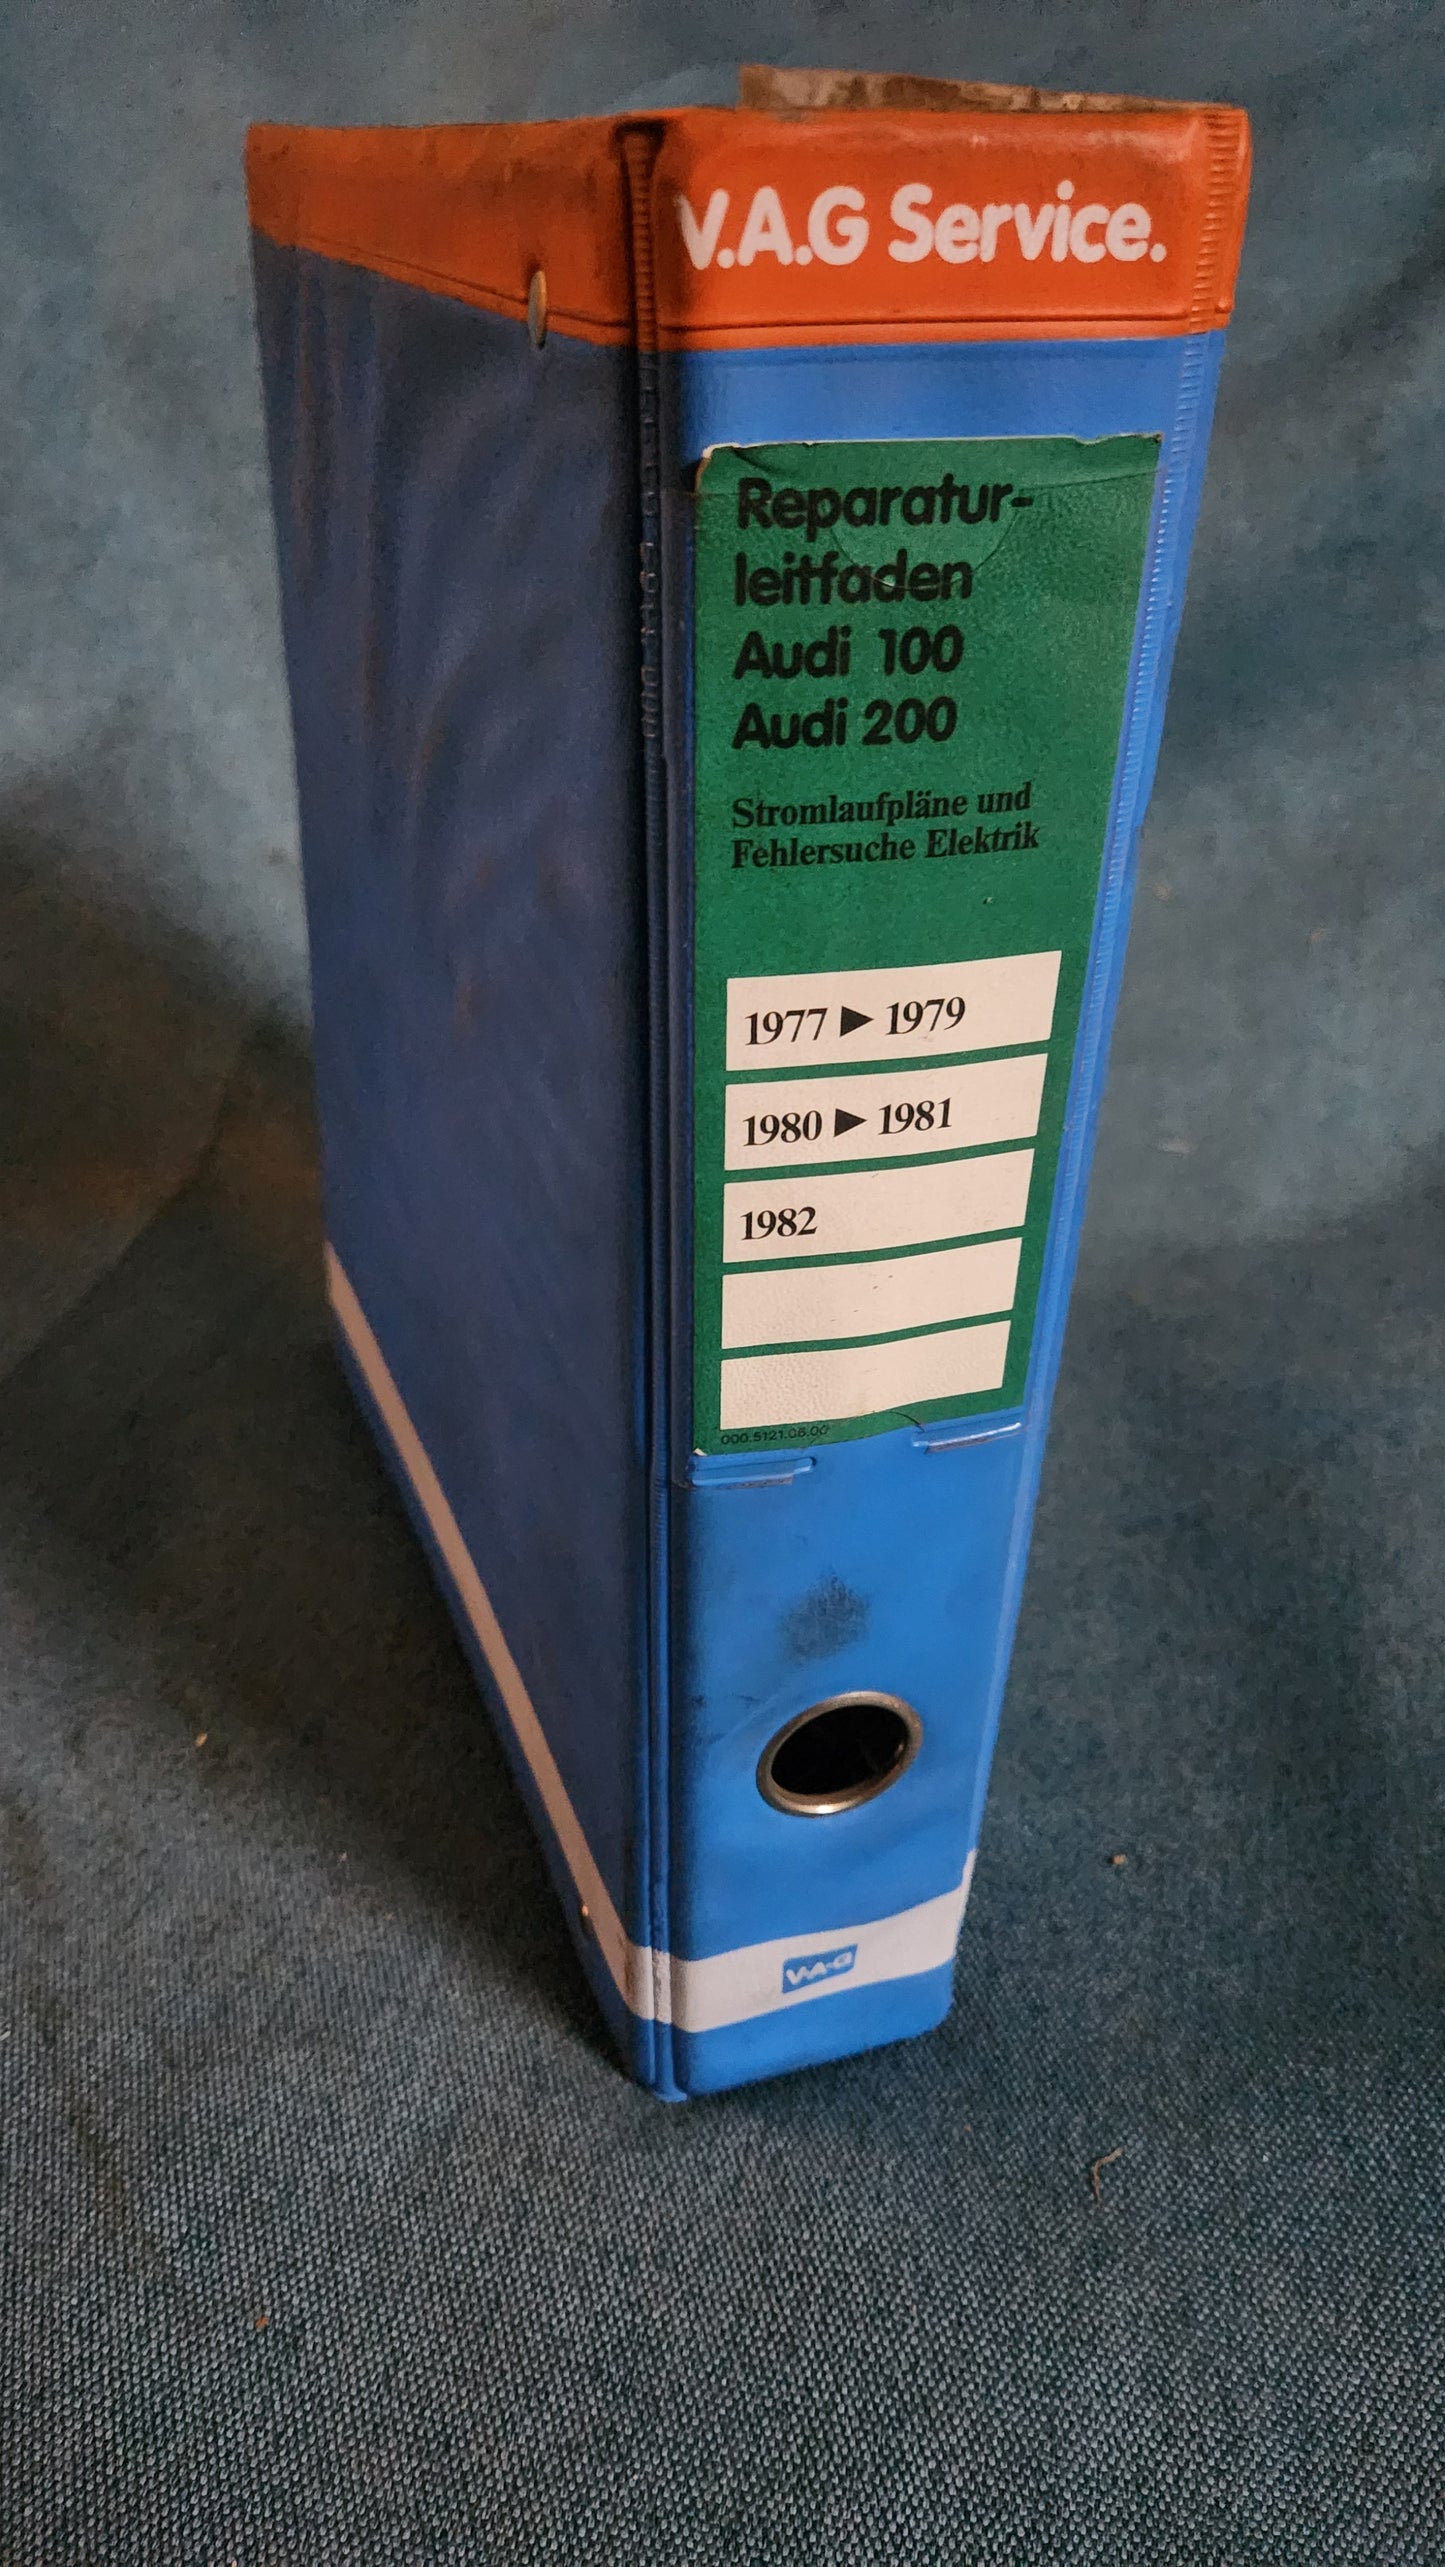 V.A.G Service.
Reparatur-
leitfaden
Audi 100
Audi 200
Stromlaufpläne und
Fehlersuche Elektrik
1977 ▶ 1979
1980 ▶ 1981
1982
000.5121.06.00
V•A•G